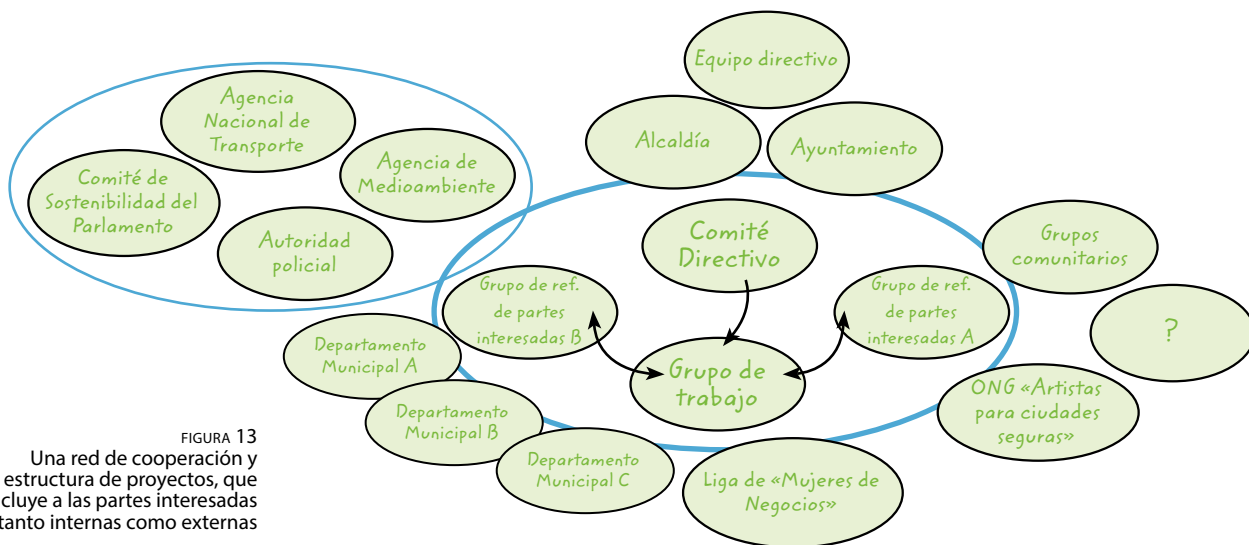 Equipo directivo
Alcaldía
Ayuntamiento
Agencia
Nacional de
Transporte
Agencia de
Medioambiente
Comité de
Sostenibilidad del
Parlamento
Autoridad
policial
Comité
Directivo
Grupos
comunitarios
Grupo de ref.
de partes
interesadas B
Grupo de ref.
de partes
interesadas A
?
Departamento
Municipal A
Grupo de
trabajo
ONG «Artistas
para ciudades
seguras»
Departamento
Municipal B
Departamento
Municipal C
Liga de «Mujeres de
Negocios»
FIGURA 13
Una red de cooperación y
estructura de proyectos, que
cluye a las partes interesadas
tanto internas como externas